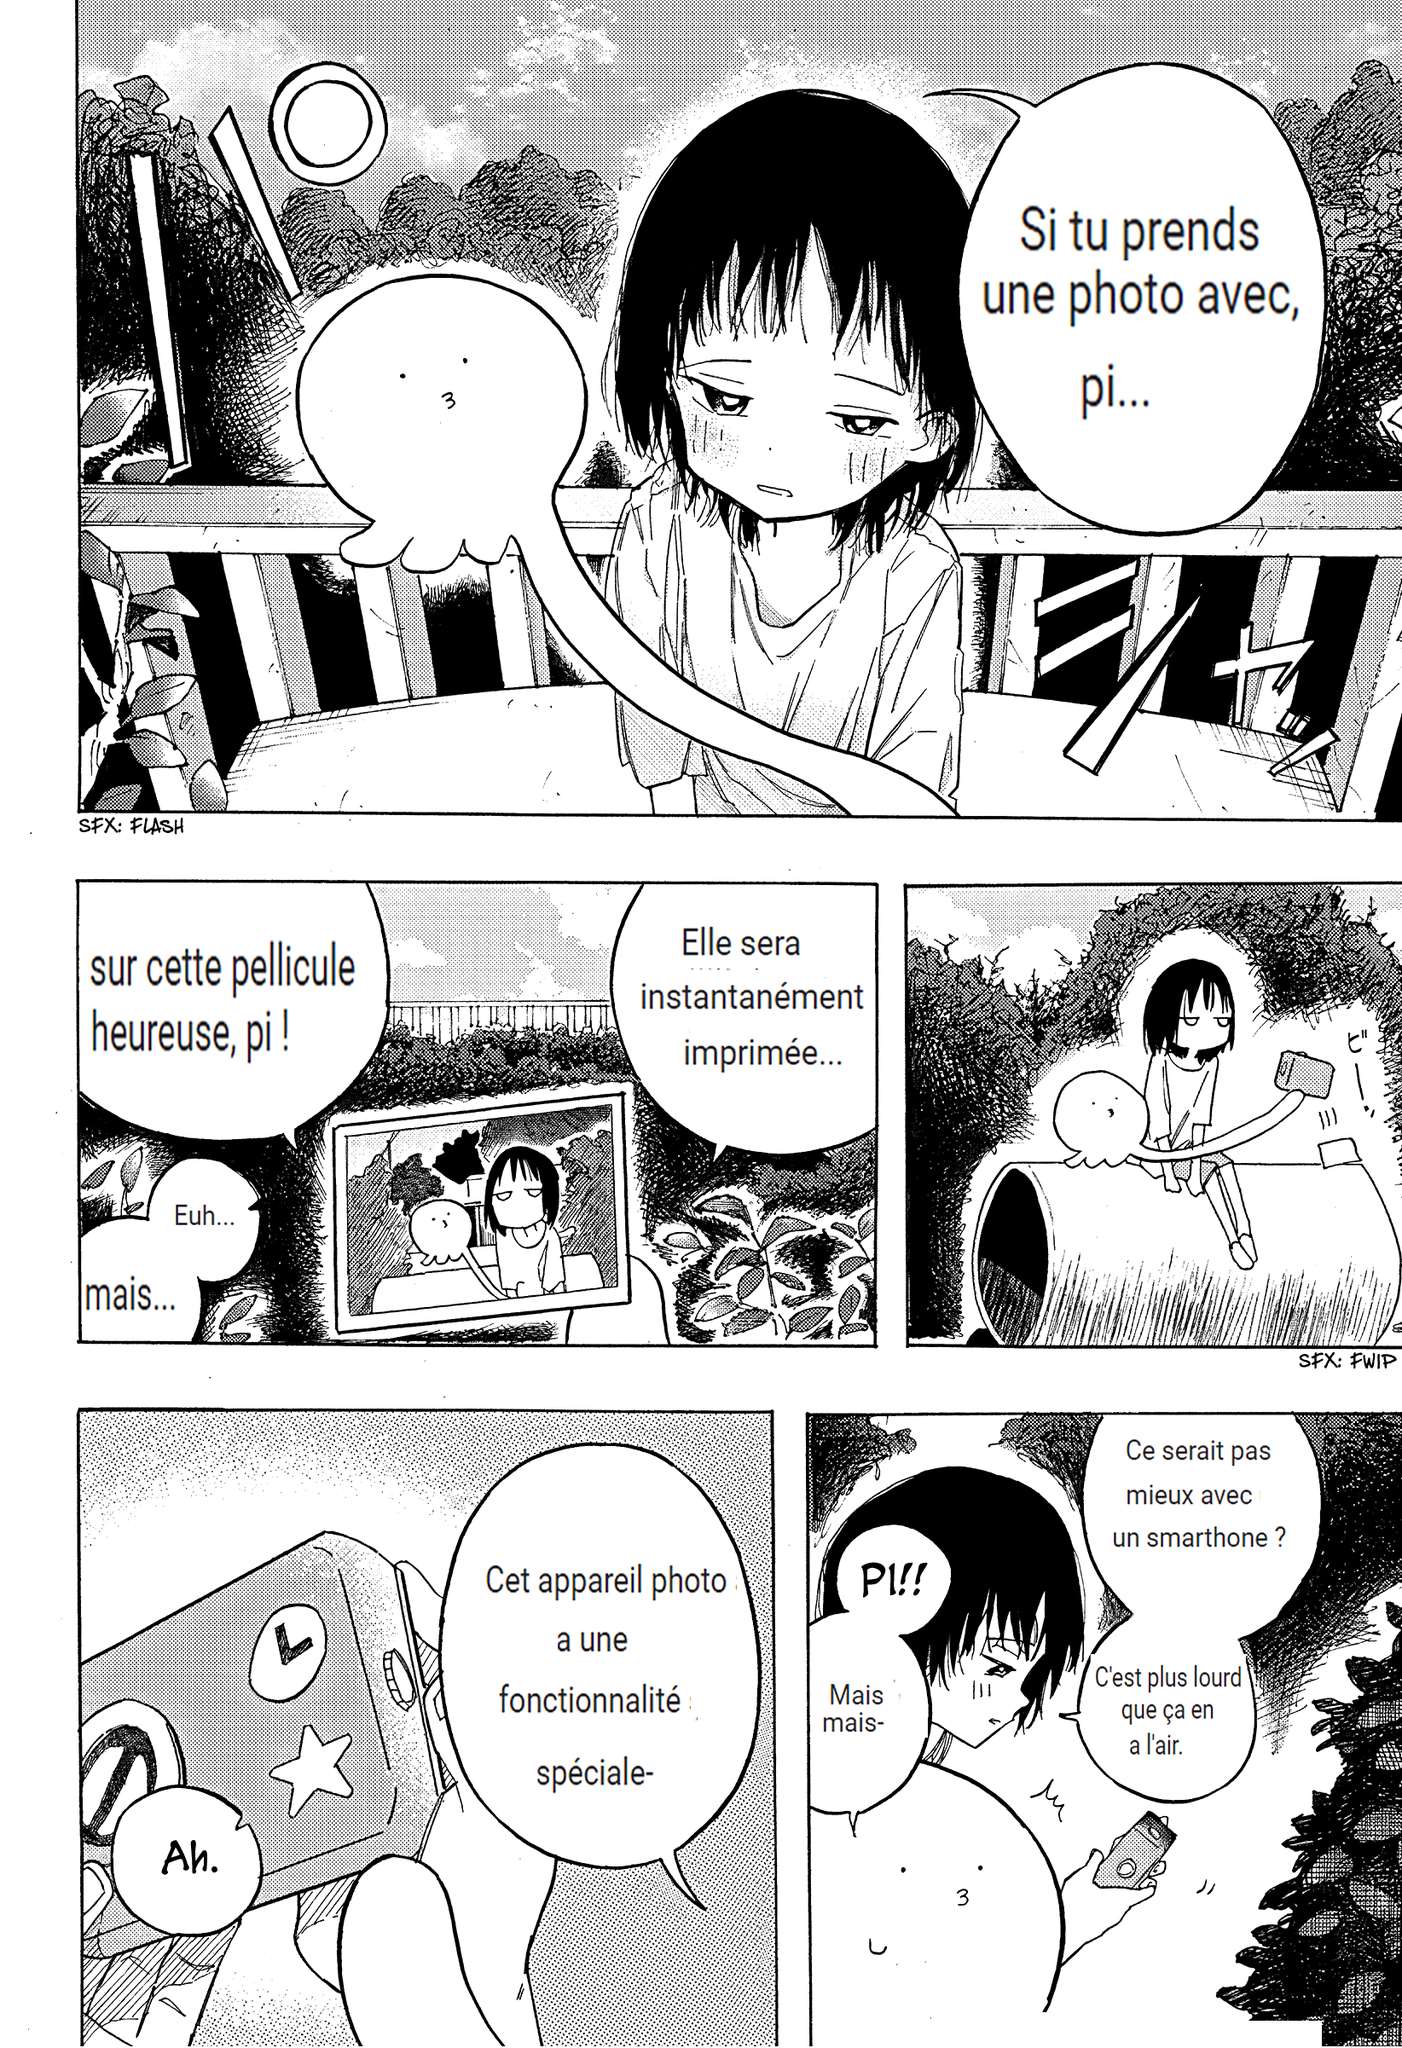 Si tu prends
une photo avec,
pi...
SFX: FLASH
ビ
SFX: FWIP
Elle sera
instantanément
imprimée...
sur cette pellicule
heureuse, pi !
Euh...
mais...
Ce serait pas
mieux avec
un smarthone ?
C'est plus lourd
que ça en
a l'air.
PI!!
Mais
mais-
Cet appareil photo
a une
fonctionnalité
spéciale-
Ah.